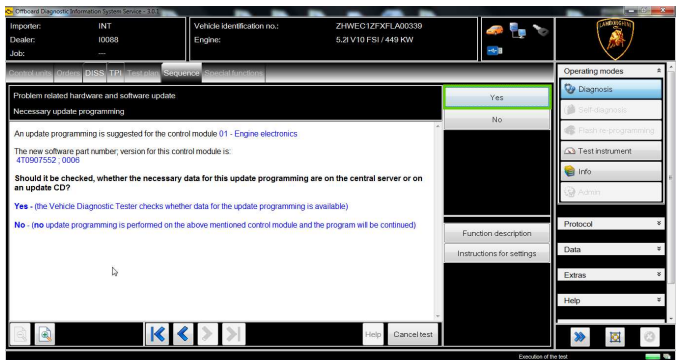 Offboard Diagnostic Information System Service - 3.0.3
Importer: INT
Dealer: I0088
Job: ---
Vehicle identification no.: ZHWEC1ZFXFLA00339
Engine: 5.2l V10 FSI / 449 KW
Control units Orders DISS TPI Test plan Sequence Special functions
Problem related hardware and software update
Necessary update programming
An update programming is suggested for the control module 01 - Engine electronics
The new software part number; version for this control module is:
4T0907552 ; 0006
Should it be checked, whether the necessary data for this update programming are on the central server or on
an update CD?
Yes - (the Vehicle Diagnostic Tester checks whether data for the update programming is available)
No - (no update programming is performed on the above mentioned control module and the program will be continued)
Yes
No
Function description
Instructions for settings
Help
Cancel test
Operating modes
Diagnosis
Self-diagnosis
Flash re-programming
Test instrument
Info
Admin
Protocol
Data
Extras
Help
Execution of the test